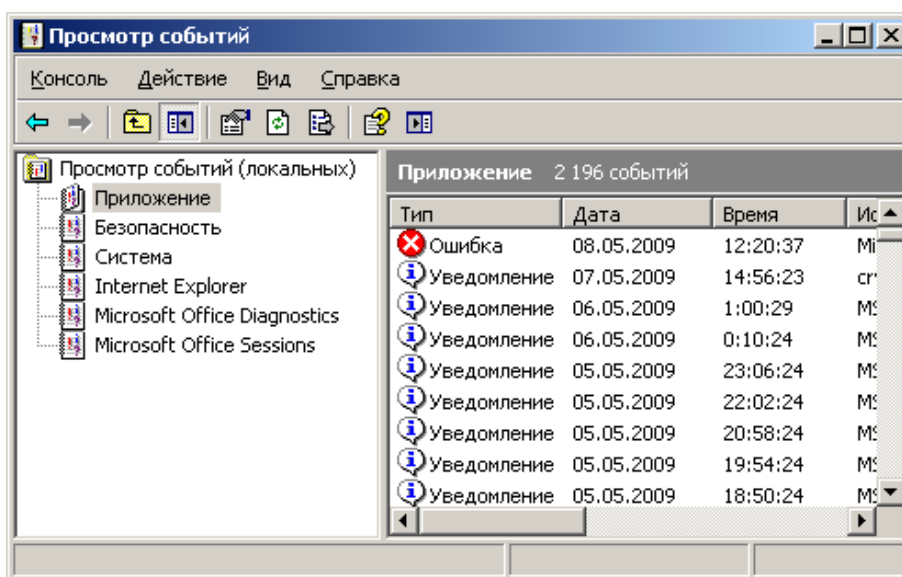 Просмотр событий
Консоль Действие Вид Справка
Просмотр событий (локальных)
Приложение
Безопасность
Система
Internet Explorer
Microsoft Office Diagnostics
Microsoft Office Sessions
Приложение 2 196 событий
Тип Дата Время
Ошибка 08.05.2009 12:20:37
Уведомление 07.05.2009 14:56:23
Уведомление 06.05.2009 1:00:29
Уведомление 06.05.2009 0:10:24
Уведомление 05.05.2009 23:06:24
Уведомление 05.05.2009 22:02:24
Уведомление 05.05.2009 20:58:24
Уведомление 05.05.2009 19:54:24
Уведомление 05.05.2009 18:50:24